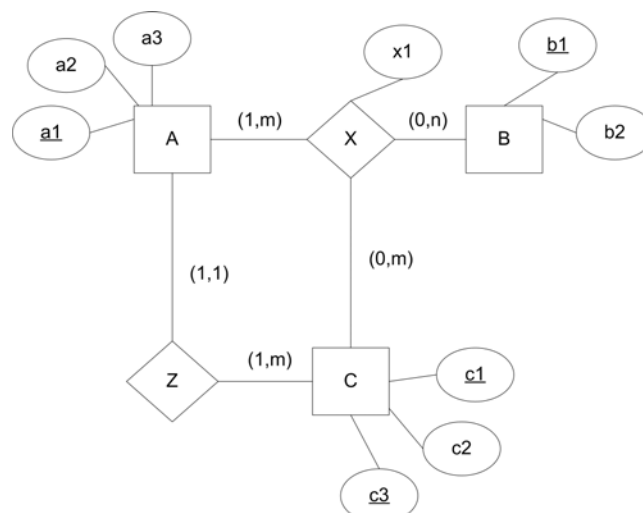 a3
x1
b1
a2
a1
A
(1,m)
X
(0,n)
B
b2
(1,1)
(0,m)
Z
(1,m)
C
c1
c2
c3